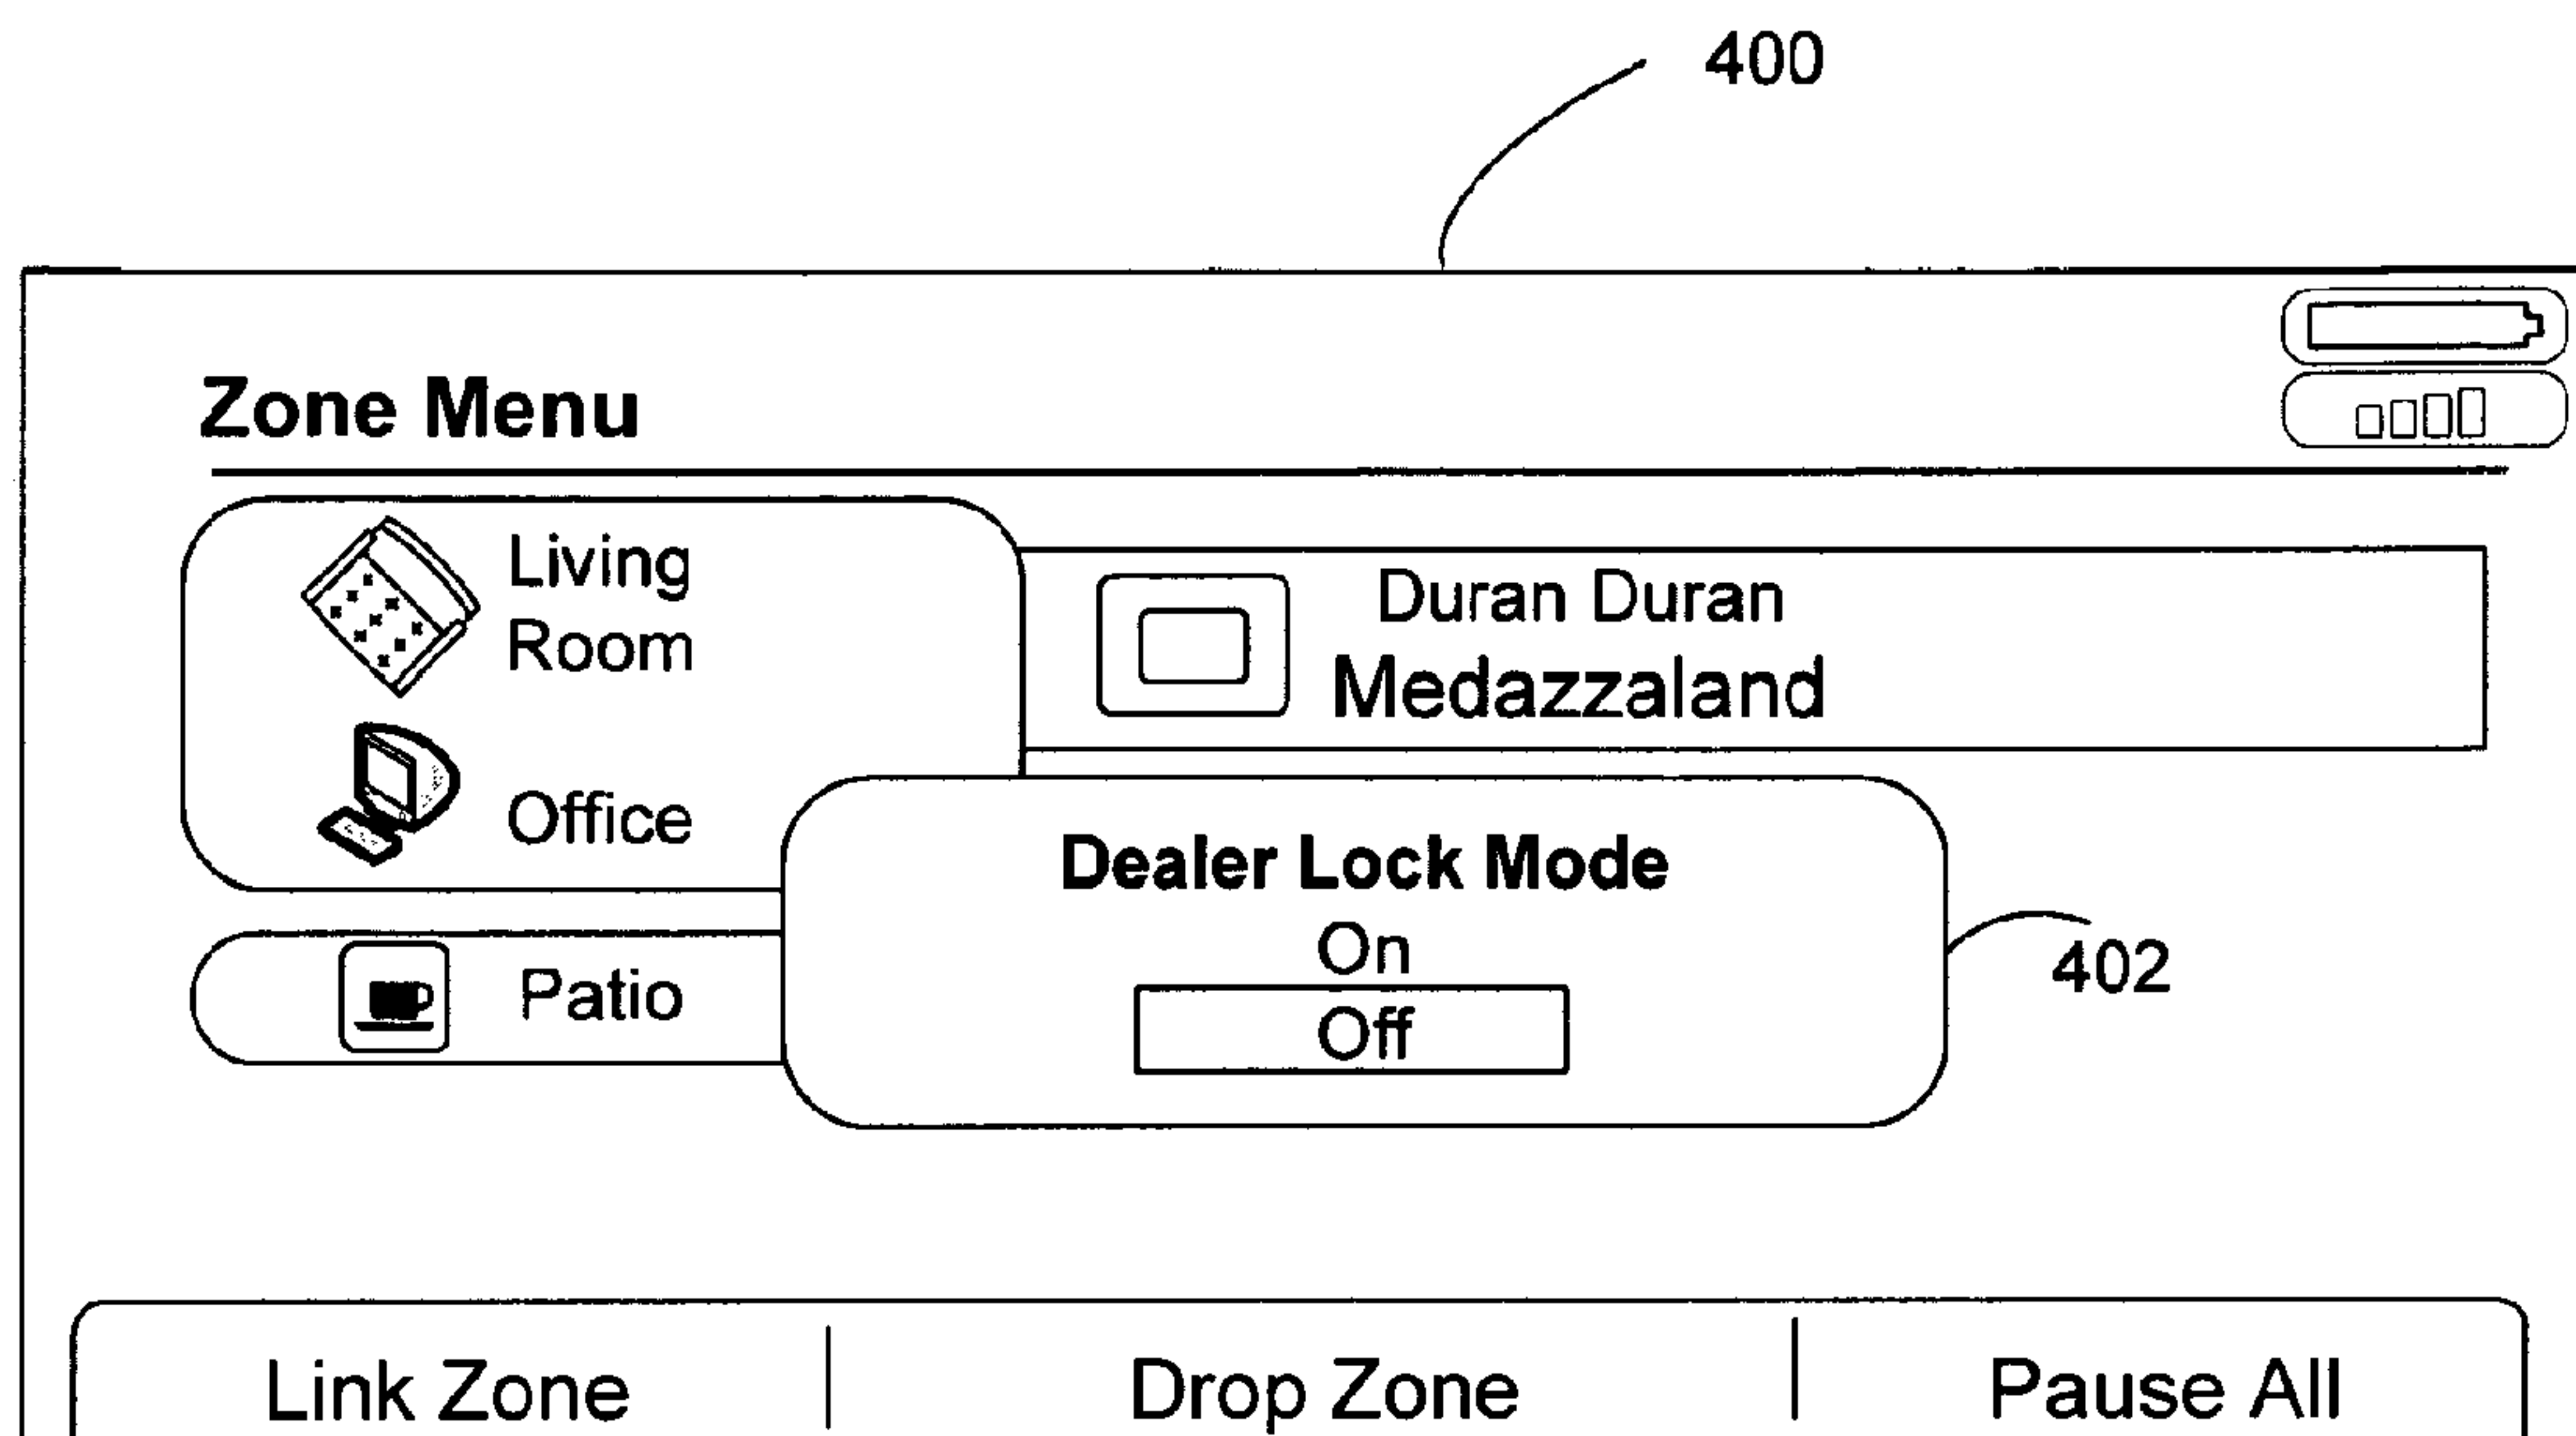 400
Zone Menu
Living
Room
Duran Duran
Medazzaland
Office
Dealer Lock Mode
On
Off
402
Patio
Link Zone
Drop Zone
Pause All